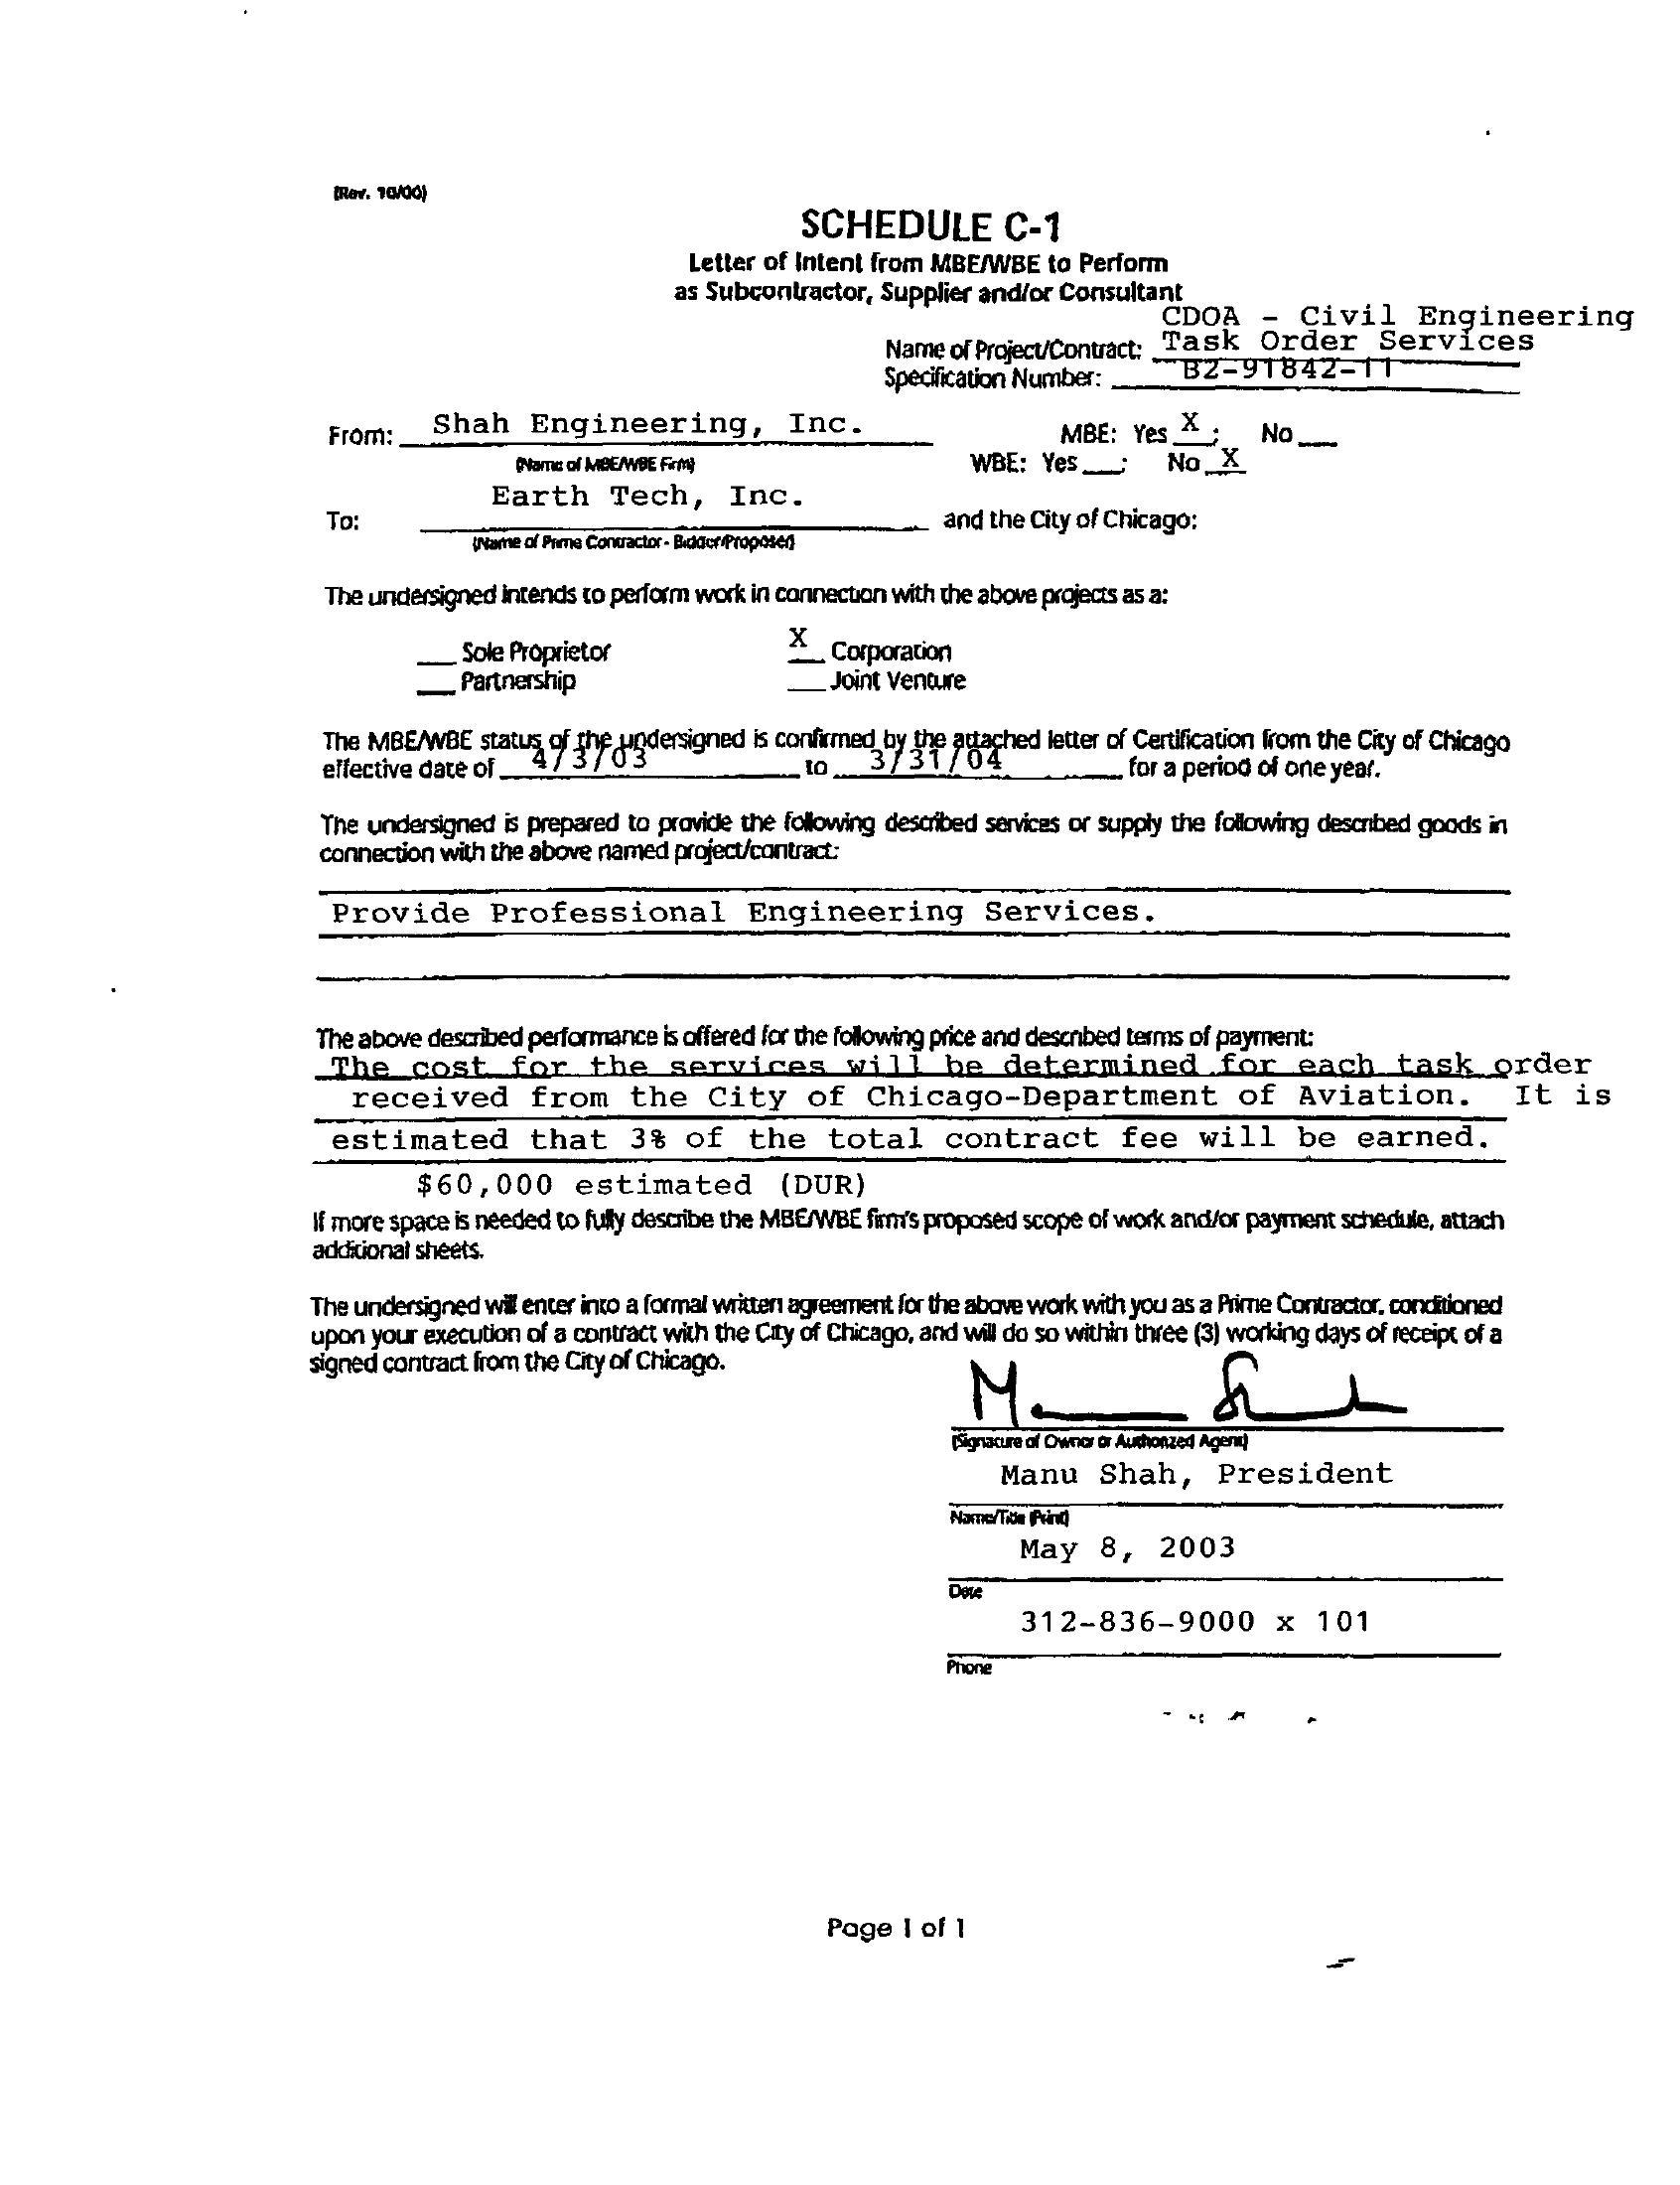 (Rev. 10/00)
SCHEDULE C-1
Letter of Intent from MBE/WBE to Perform
as Subcontractor, Supplier and/or Consultant
CDOA - Civil Engineering
Name of Project/Contract: Task Order Services
Specification Number: B2-91842-11
From: Shah Engineering, Inc. MBE: Yes X ; No
(Name of MBE/WBE Firm) WBE: Yes ; No X
Earth Tech, Inc.
To: and the City of Chicago:
(Name of Prime Contractor - Bidder/Proposer)
The undersigned intends to perform work in connection with the above projects as a:
Sole Proprietor X Corporation
Partnership Joint Venture
The MBE/WBE status of the undersigned is confirmed by the attached letter of Certification from the City of Chicago
effective date of 4/3/03 to 3/31/04 for a period of one year.
The undersigned is prepared to provide the following described services or supply the following described goods in
connection with the above named project/contract:
Provide Professional Engineering Services.
The above described performance is offered for the following price and described terms of payment:
The cost for the services will be determined for each task order
received from the City of Chicago-Department of Aviation. It is
estimated that 3% of the total contract fee will be earned.
$60,000 estimated (DUR)
If more space is needed to fully describe the MBE/WBE firm's proposed scope of work and/or payment schedule, attach
additional sheets.
The undersigned will enter into a formal written agreement for the above work with you as a Prime Contractor, conditioned
upon your execution of a contract with the City of Chicago, and will do so within three (3) working days of receipt of a
signed contract from the City of Chicago.
(Signature of Owner or Authorized Agent)
Manu Shah, President
Name/Title (Print)
May 8, 2003
Date
312-836-9000 x 101
Phone
Page 1 of 1